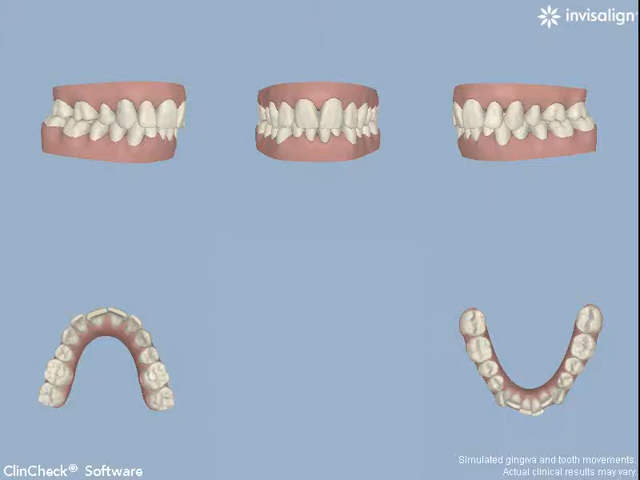 invisalign
Simulated gingiva and tooth movements.
Actual clinical results may vary.
ClinCheck® Software